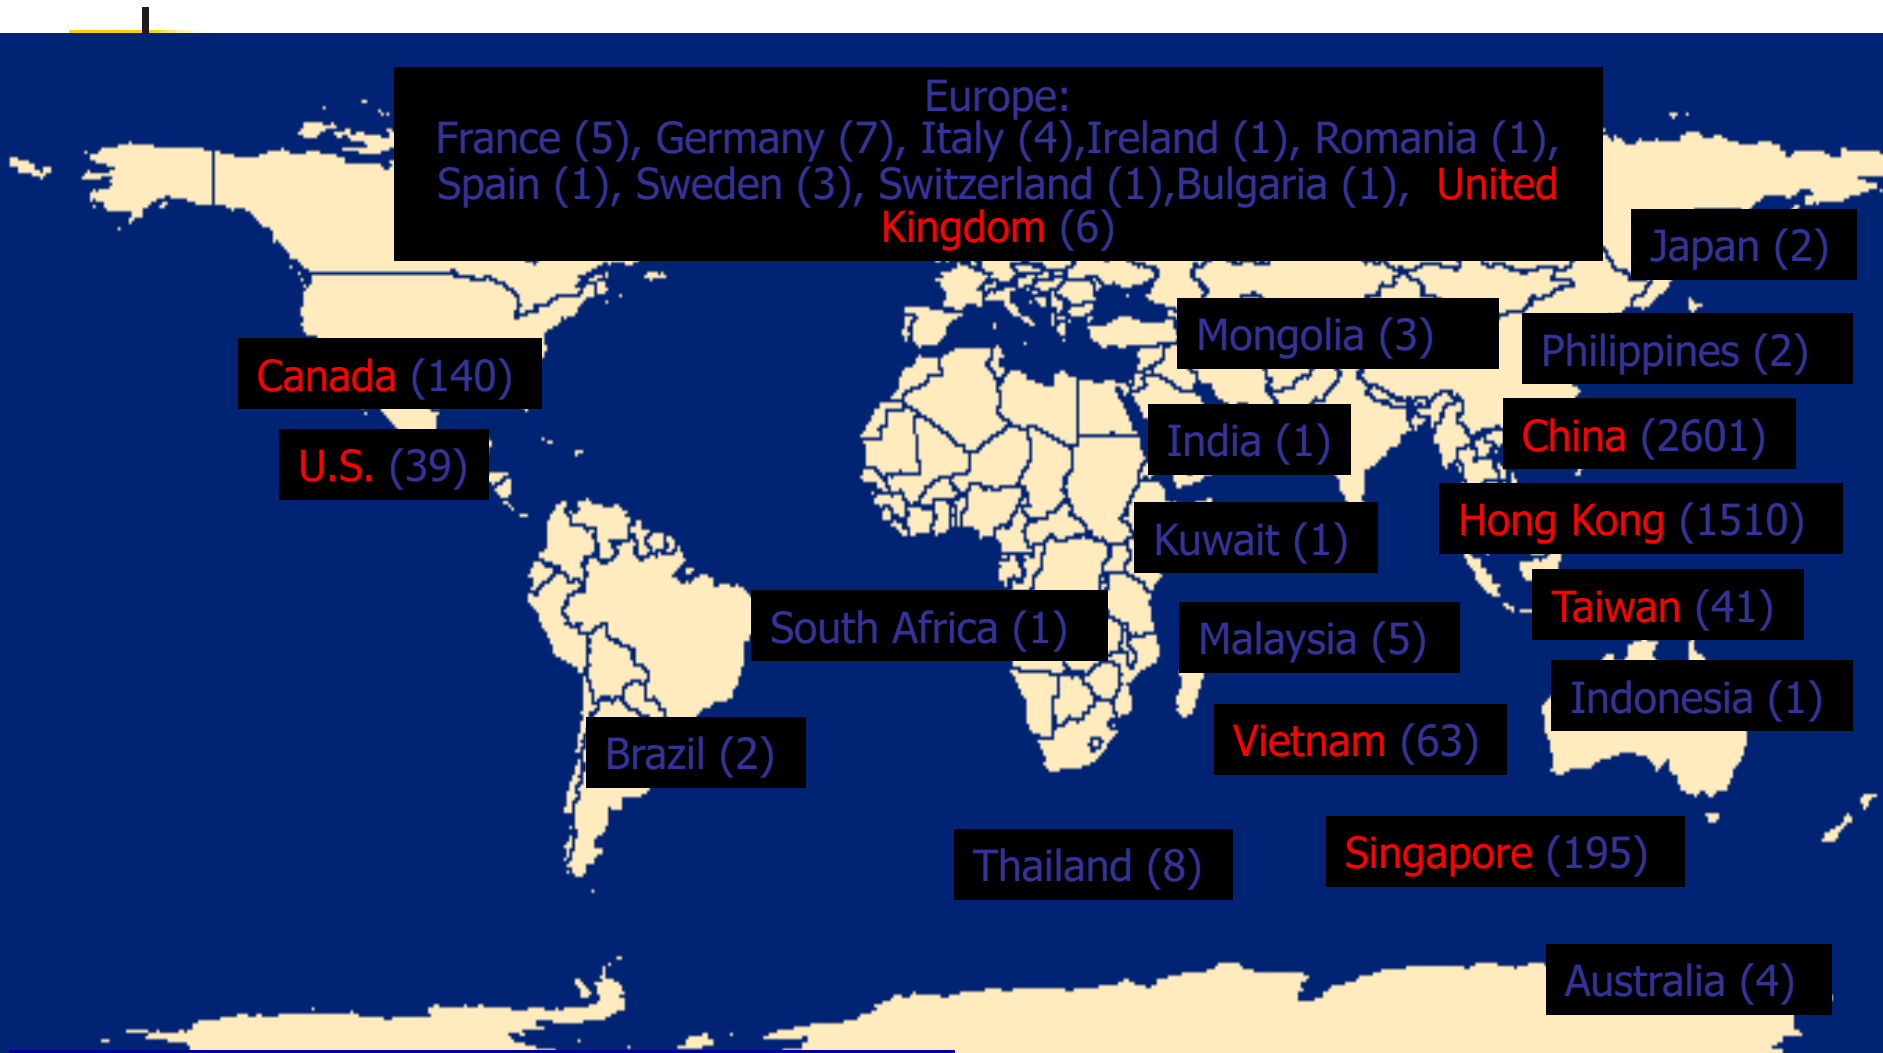 Europe:
France (5), Germany (7), Italy (4),Ireland (1), Romania (1),
Spain (1), Sweden (3), Switzerland (1),Bulgaria (1), United
Kingdom (6)
Japan (2)
Mongolia (3)
Philippines (2)
Canada (140)
India (1)
China (2601)
U.S. (39)
Kuwait (1)
Hong Kong (1510)
South Africa (1)
Malaysia (5)
Taiwan (41)
Indonesia (1)
Brazil (2)
Vietnam (63)
Thailand (8)
Singapore (195)
Australia (4)